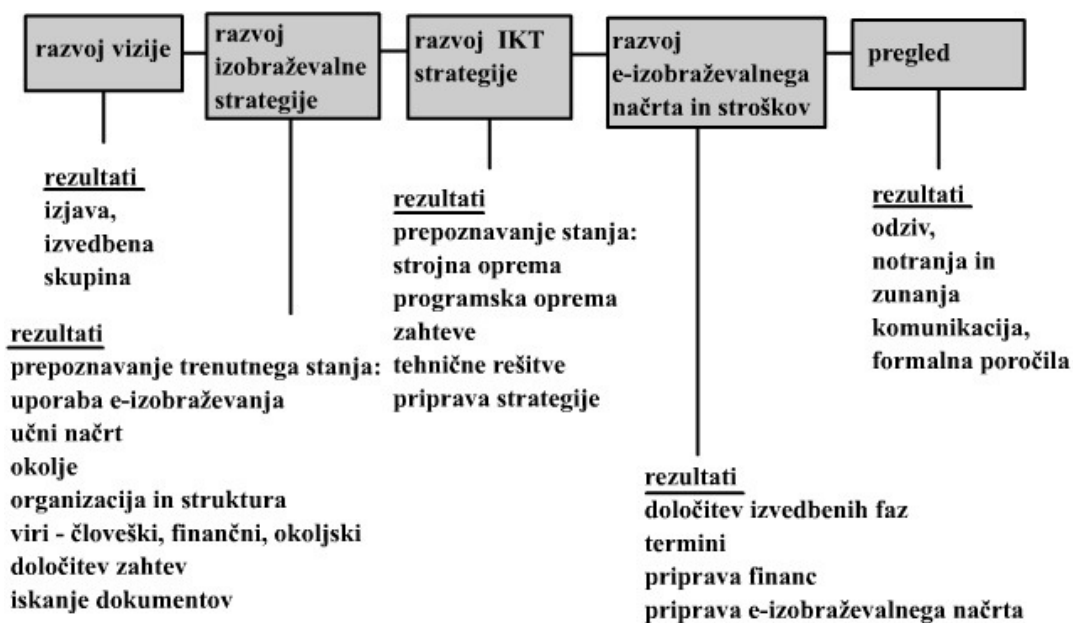 razvoj vizije
razvoj
izobraževalne
strategije
razvoj IKT
strategije
razvoj
e-izobraževalnega
načrta in stroškov
pregled
rezultati
izjava,
izvedbena
skupina
rezultati
prepoznavanje trenutnega stanja:
uporaba e-izobraževanja
učni načrt
okolje
organizacija in struktura
viri - človeški, finančni, okoljski
določitev zahtev
iskanje dokumentov
rezultati
prepoznavanje stanja:
strojna oprema
programska oprema
zahteve
tehnične rešitve
priprava strategije
rezultati
določitev izvedbenih faz
termini
priprava financ
priprava e-izobraževalnega načrta
rezultati
odziv,
notranja in
zunanja
komunikacija,
formalna poročila